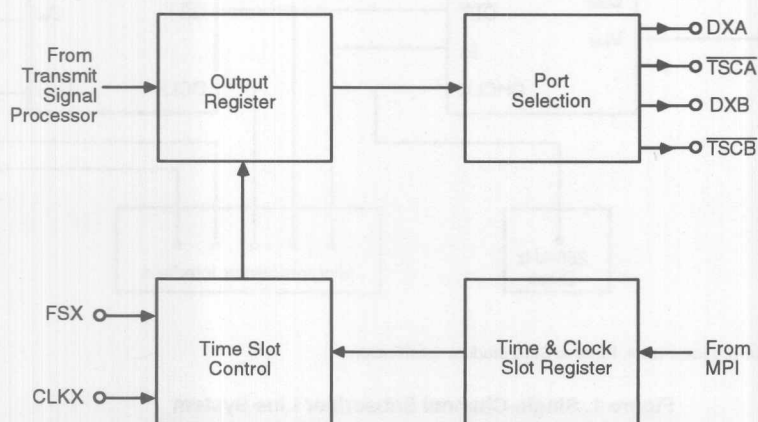 From
Transmit
Signal
Processor
Output
Register
Port
Selection
DXA
TSCA
DXB
TSCB
FSX
CLKX
Time Slot
Control
Time & Clock
Slot Register
From
MPI